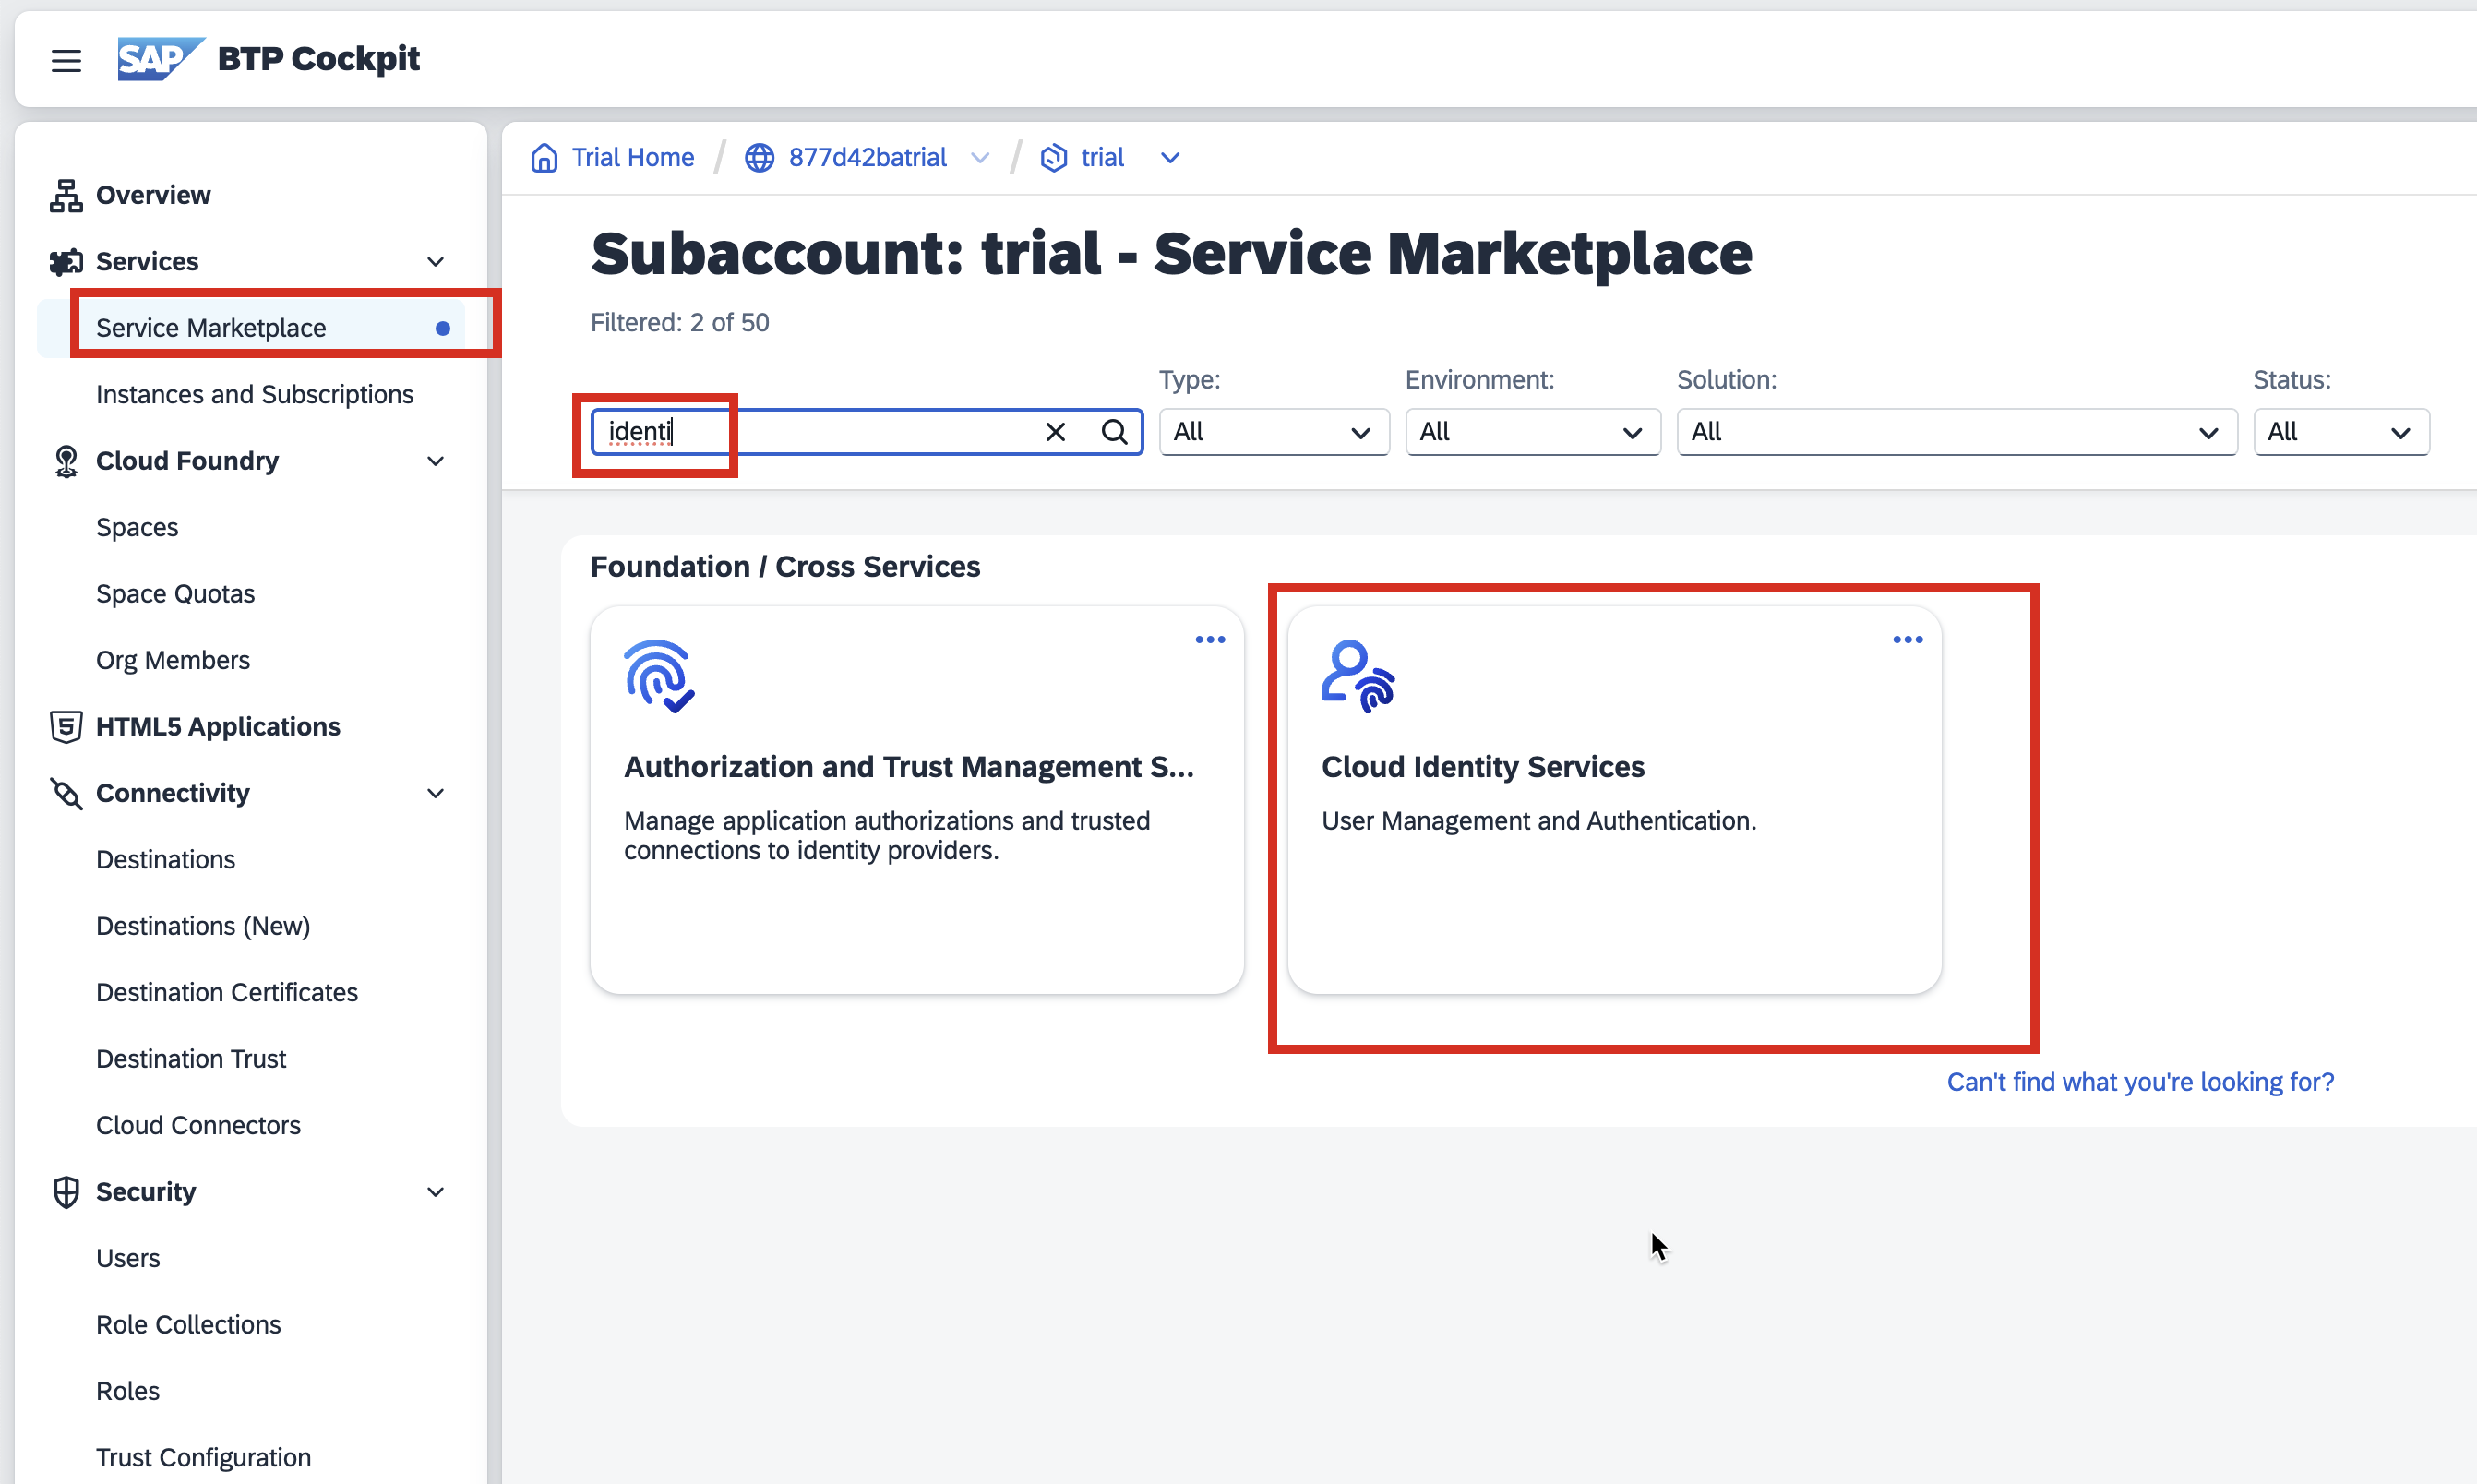 SAP BTP Cockpit
Overview
Services
Service Marketplace
Instances and Subscriptions
Cloud Foundry
Spaces
Space Quotas
Org Members
HTML5 Applications
Connectivity
Destinations
Destinations (New)
Destination Certificates
Destination Trust
Cloud Connectors
Security
Users
Role Collections
Roles
Trust Configuration
Trial Home / 877d42batrial / trial
Subaccount: trial - Service Marketplace
Filtered: 2 of 50
Type: Environment: Solution: Status:
identi All All All All
Foundation / Cross Services
Authorization and Trust Management S...
Manage application authorizations and trusted
connections to identity providers.
Cloud Identity Services
User Management and Authentication.
Can't find what you're looking for?